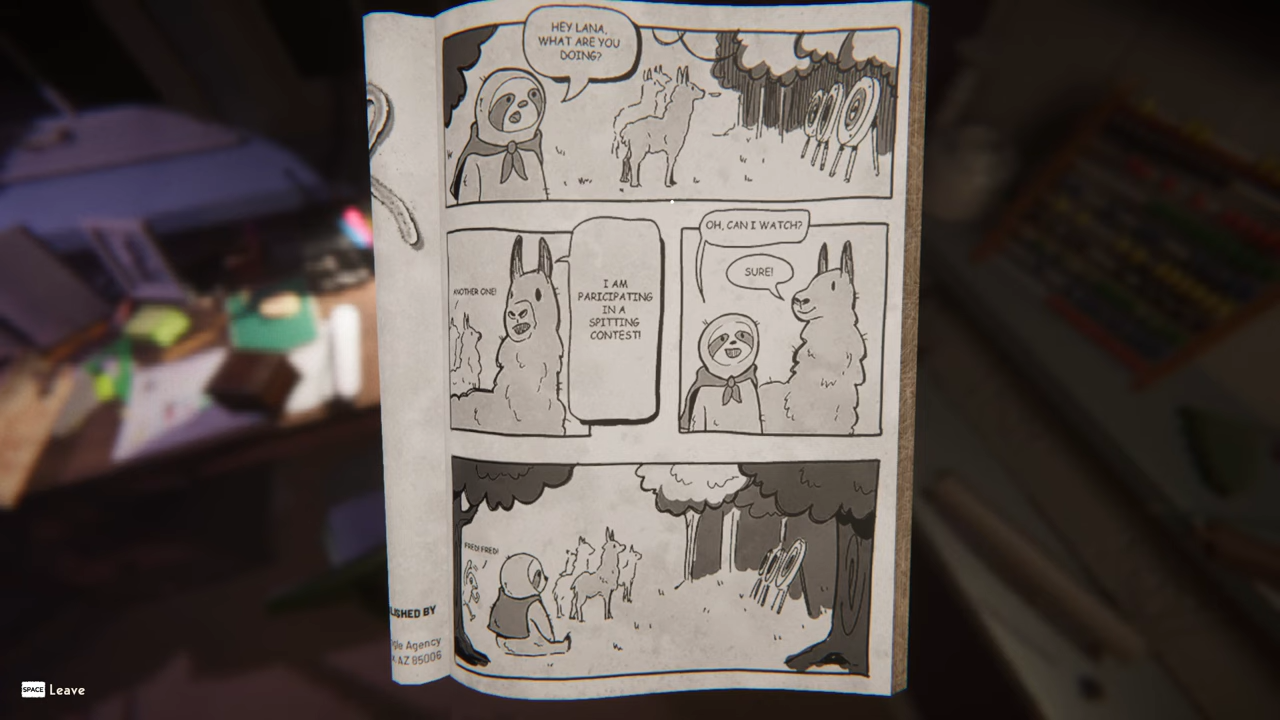 HEY LANA,
WHAT ARE YOU
DOING?
ANOTHER ONE!
I AM
PARICIPATING
IN A
SPITTING
CONTEST!
OH, CAN I WATCH?
SURE!
FRED! FRED!
LISHED BY
gle Agency
AZ 85006
SPACE Leave